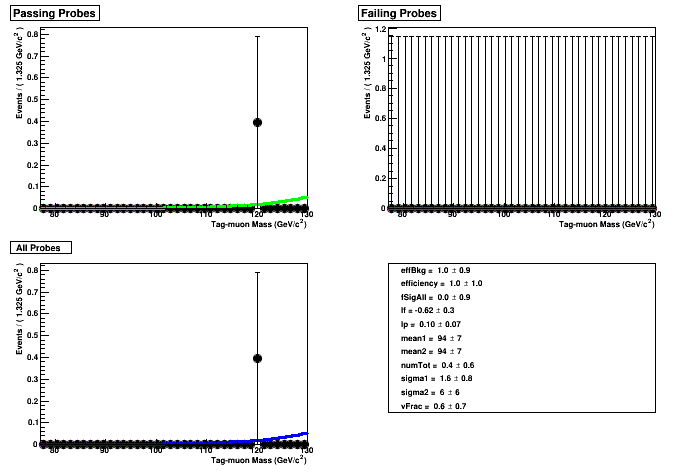 Passing Probes
Events / ( 1.325 GeV/c² )
0.8
0.7
0.6
0.5
0.4
0.3
0.2
0.1
0
80 90 100 110 120 130
Tag-muon Mass (GeV/c²)
Failing Probes
Events / ( 1.325 GeV/c² )
1.2
1
0.8
0.6
0.4
0.2
0
80 90 100 110 120 130
Tag-muon Mass (GeV/c²)
All Probes
Events / ( 1.325 GeV/c² )
0.8
0.7
0.6
0.5
0.4
0.3
0.2
0.1
0
80 90 100 110 120 130
Tag-muon Mass (GeV/c²)
effBkg = 1.0 ± 0.9
efficiency = 1.0 ± 1.0
fSigAll = 0.0 ± 0.9
lf = -0.62 ± 0.3
lp = 0.10 ± 0.07
mean1 = 94 ± 7
mean2 = 94 ± 7
numTot = 0.4 ± 0.6
sigma1 = 1.6 ± 0.8
sigma2 = 6 ± 6
vFrac = 0.6 ± 0.7